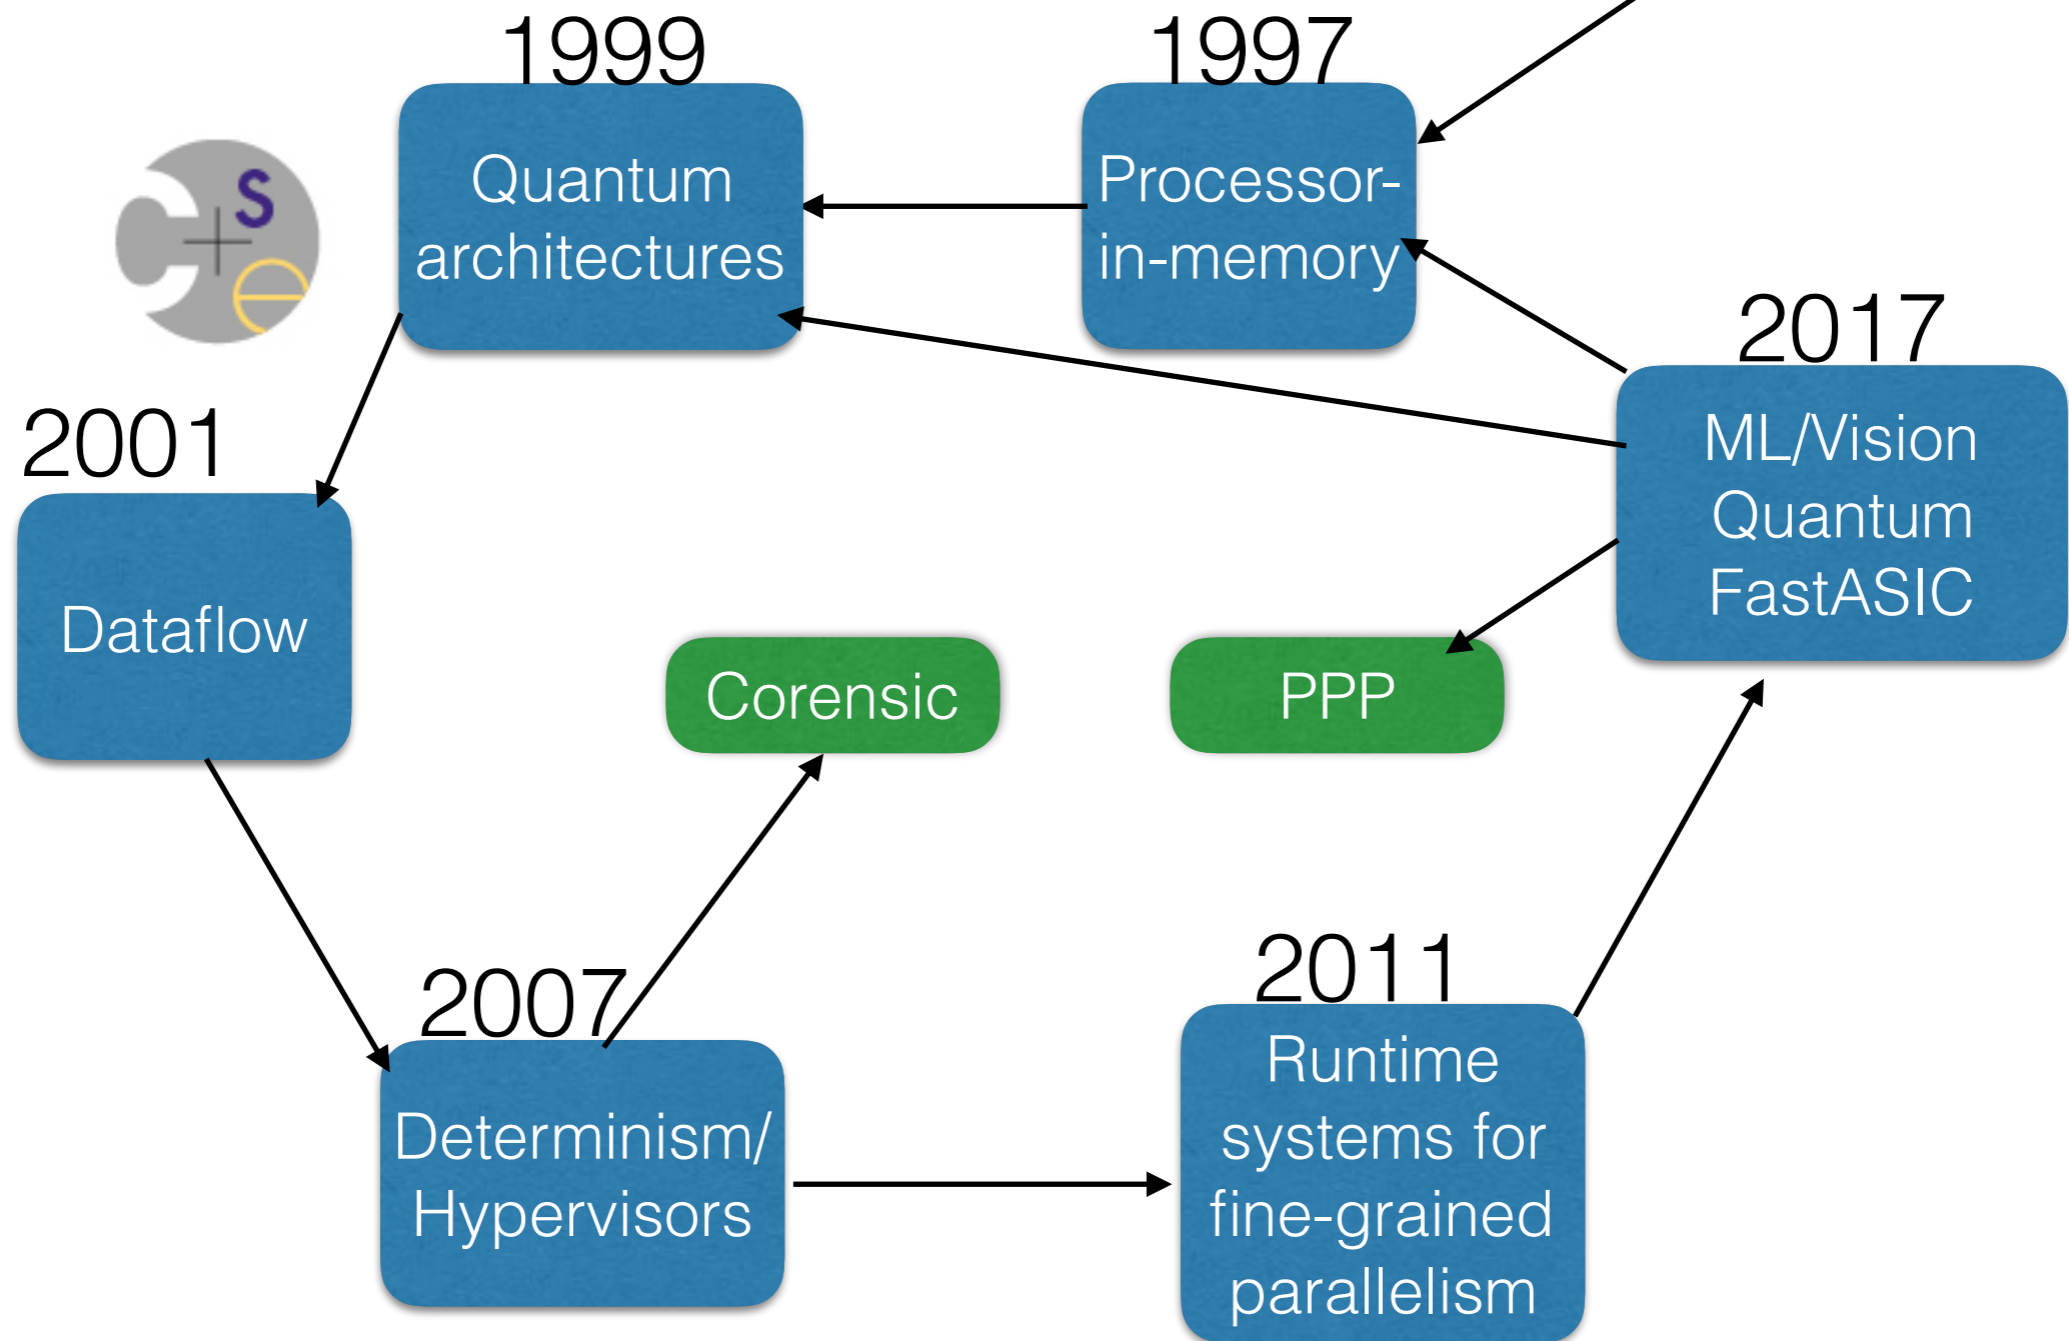 1999
Quantum
architectures
1997
Processor-
in-memory
C S e
2017
ML/Vision
Quantum
FastASIC
2001
Dataflow
Corensic
PPP
2007
Determinism/
Hypervisors
2011
Runtime
systems for
fine-grained
parallelism